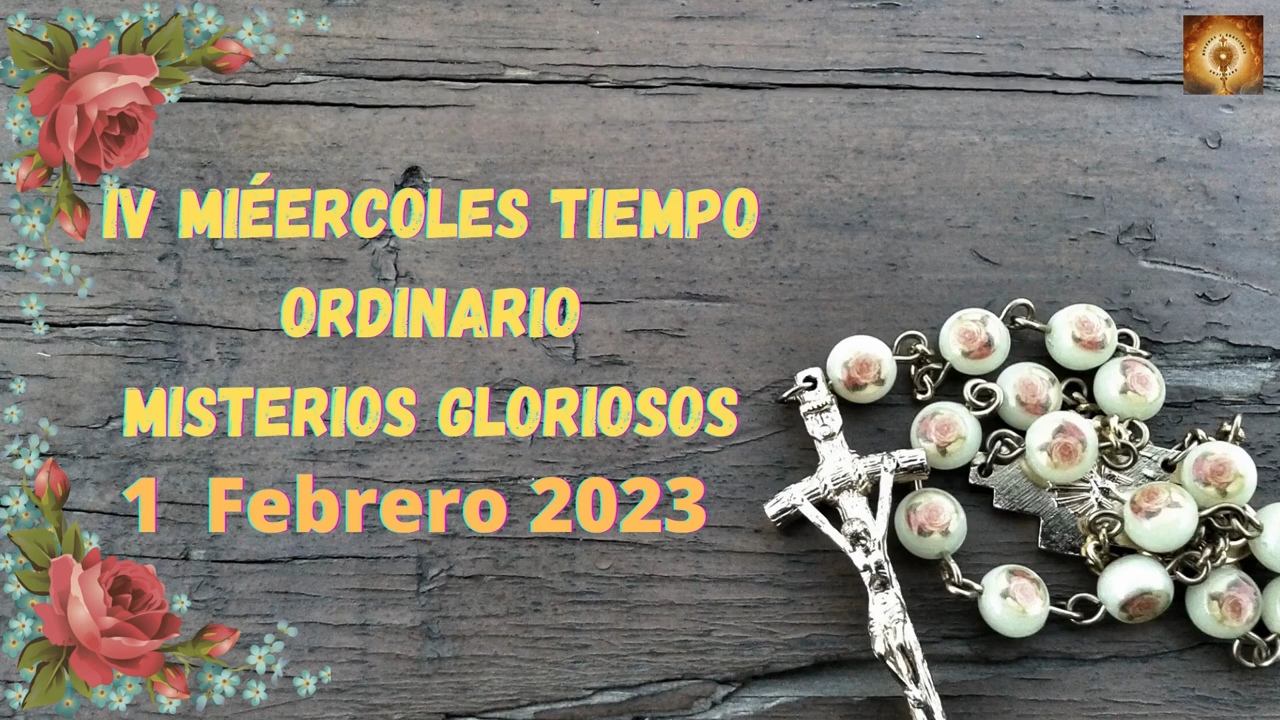 IV MIÉERCOLES TIEMPO
ORDINARIO
MISTERIOS GLORIOSOS
1 Febrero 2023